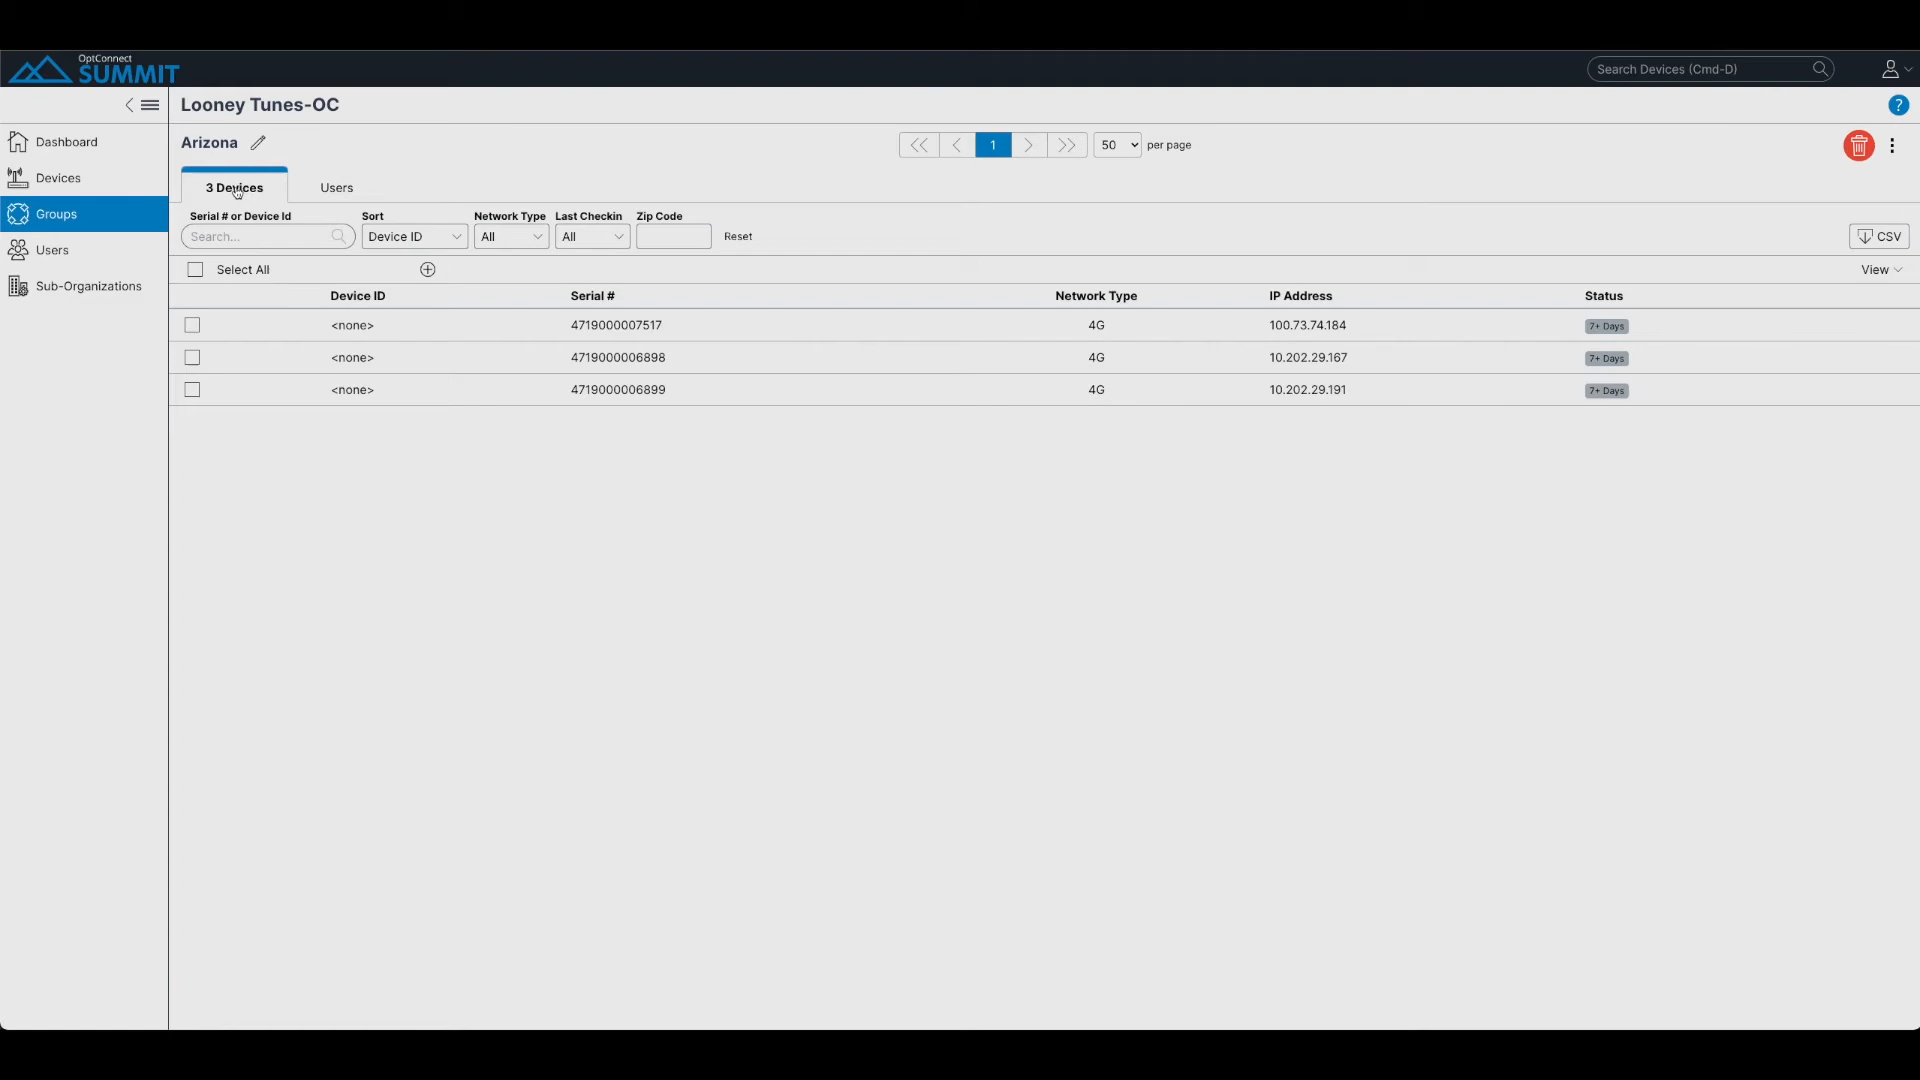 OptConnect
SUMMIT
Search Devices (Cmd-D)
Looney Tunes-OC
?
Dashboard
Devices
Groups
Users
Sub-Organizations
Arizona
<< < 1 > >> 50 per page
3 Devices Users
Serial # or Device Id Sort Network Type Last Checkin Zip Code
Search... Device ID All All Reset CSV
Select All View
Device ID Serial # Network Type IP Address Status
<none> 4719000007517 4G 100.73.74.184 7+ Days
<none> 4719000006898 4G 10.202.29.167 7+ Days
<none> 4719000006899 4G 10.202.29.191 7+ Days